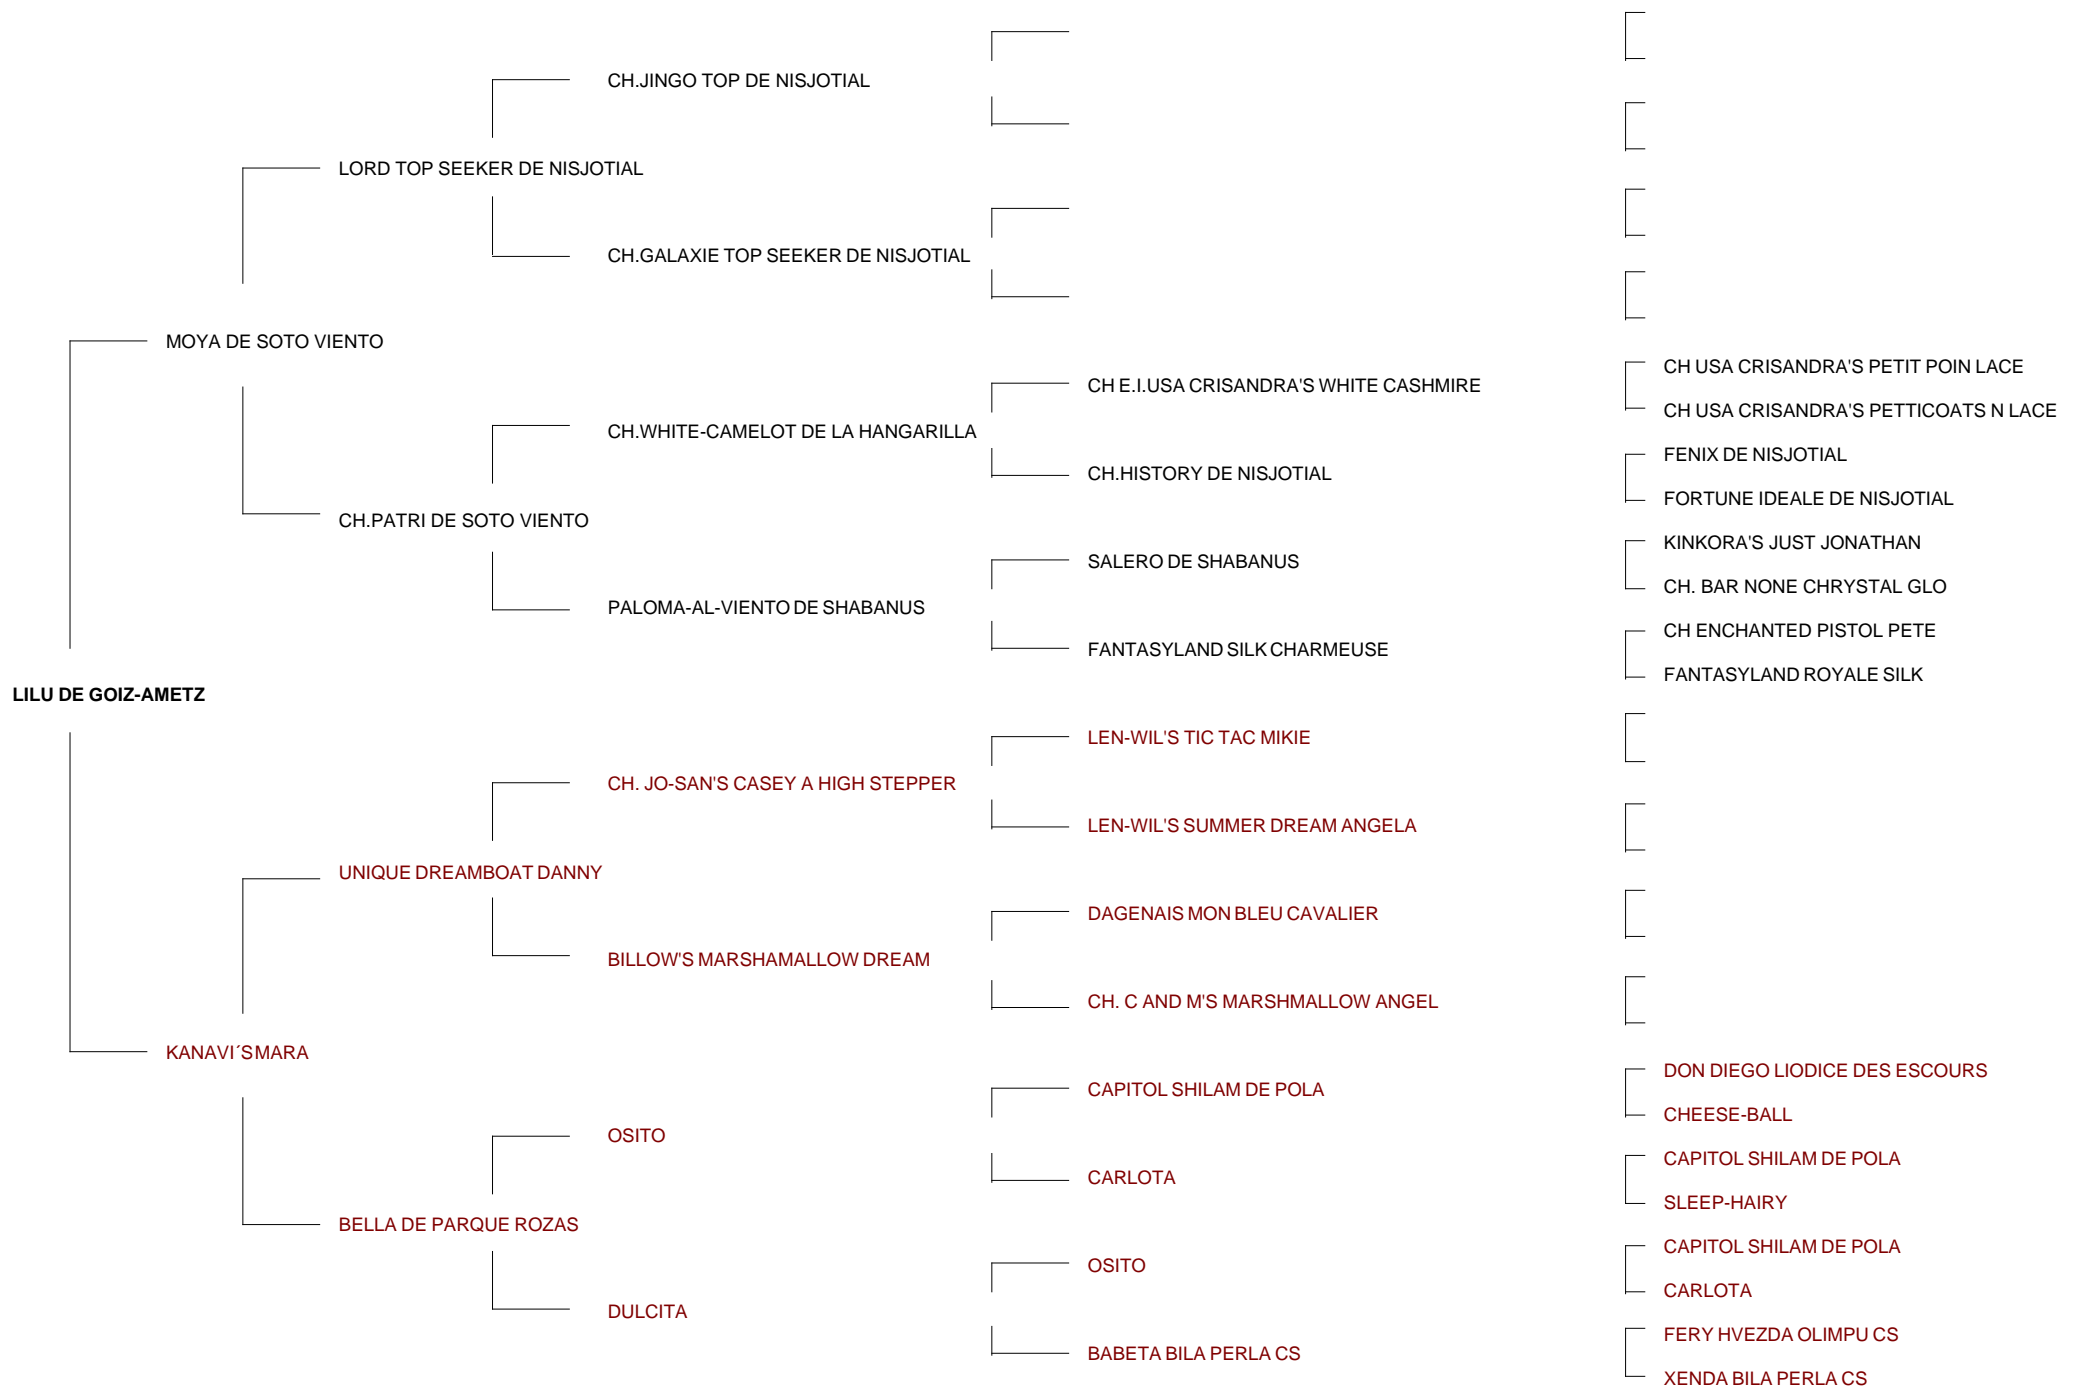 CH.JINGO TOP DE NISJOTIAL
LORD TOP SEEKER DE NISJOTIAL
CH.GALAXIE TOP SEEKER DE NISJOTIAL
MOYA DE SOTO VIENTO
CH USA CRISANDRA'S PETIT POIN LACE
CH E.I.USA CRISANDRA'S WHITE CASHMIRE
CH USA CRISANDRA'S PETTICOATS N LACE
CH.WHITE-CAMELOT DE LA HANGARILLA
FENIX DE NISJOTIAL
CH.HISTORY DE NISJOTIAL
FORTUNE IDEALE DE NISJOTIAL
CH.PATRI DE SOTO VIENTO
KINKORA'S JUST JONATHAN
SALERO DE SHABANUS
CH. BAR NONE CHRYSTAL GLO
PALOMA-AL-VIENTO DE SHABANUS
CH ENCHANTED PISTOL PETE
FANTASYLAND SILK CHARMEUSE
FANTASYLAND ROYALE SILK
LILU DE GOIZ-AMETZ
LEN-WIL'S TIC TAC MIKIE
CH. JO-SAN'S CASEY A HIGH STEPPER
LEN-WIL'S SUMMER DREAM ANGELA
UNIQUE DREAMBOAT DANNY
DAGENAIS MON BLEU CAVALIER
BILLOW'S MARSHAMALLOW DREAM
CH. C AND M'S MARSHMALLOW ANGEL
KANAVI´S MARA
DON DIEGO LIODICE DES ESCOURS
CAPITOL SHILAM DE POLA
CHEESE-BALL
OSITO
CAPITOL SHILAM DE POLA
CARLOTA
SLEEP-HAIRY
BELLA DE PARQUE ROZAS
CAPITOL SHILAM DE POLA
OSITO
CARLOTA
DULCITA
FERY HVEZDA OLIMPU CS
BABETA BILA PERLA CS
XENDA BILA PERLA CS